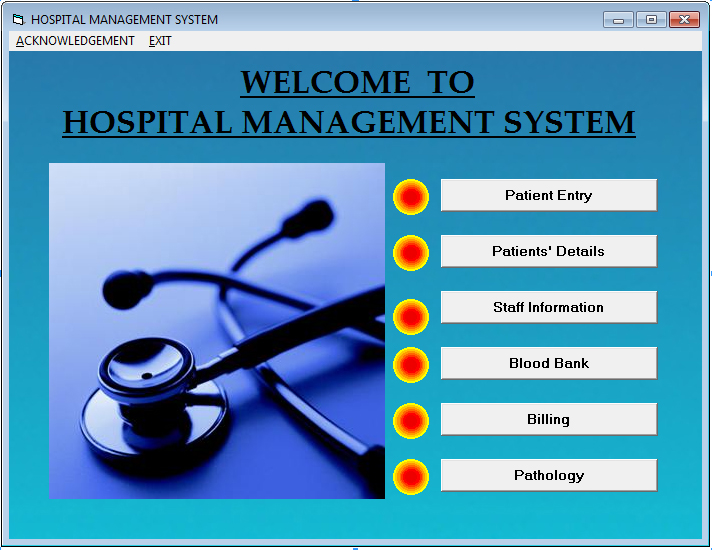 HOSPITAL MANAGEMENT SYSTEM
ACKNOWLEDGEMENT EXIT
WELCOME TO
HOSPITAL MANAGEMENT SYSTEM
Patient Entry
Patients' Details
Staff Information
Blood Bank
Billing
Pathology